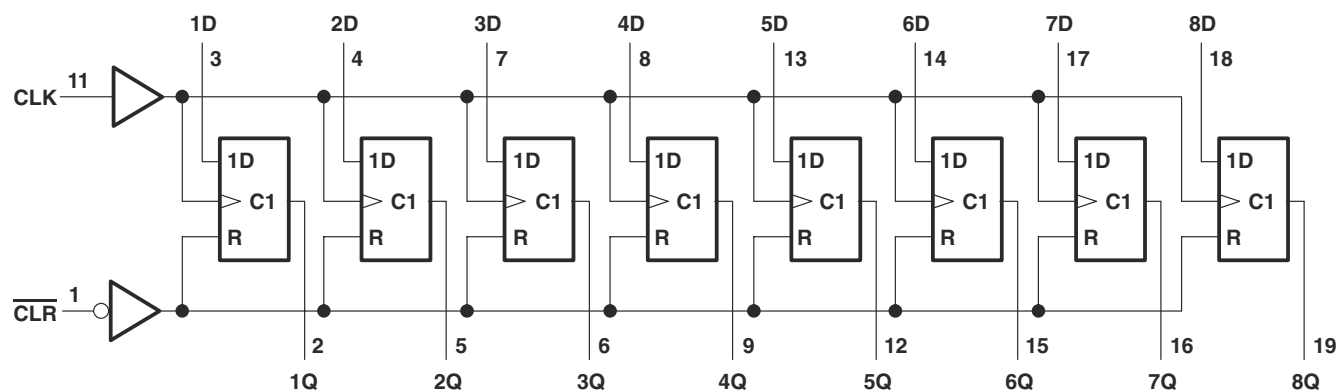 1D 2D 3D 4D 5D 6D 7D 8D
3 4 7 8 13 14 17 18
CLK 11
1D 1D 1D 1D 1D 1D 1D 1D
C1 C1 C1 C1 C1 C1 C1 C1
R R R R R R R R
CLR 1
2 5 6 9 12 15 16 19
1Q 2Q 3Q 4Q 5Q 6Q 7Q 8Q